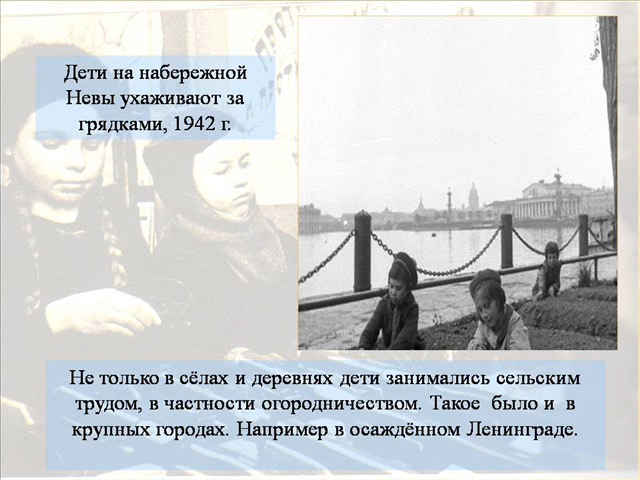 Дети на набережной
Невы ухаживают за
грядками, 1942 г.
Не только в сёлах и деревнях дети занимались сельским
трудом, в частности огородничеством. Такое было и в
крупных городах. Например в осаждённом Ленинграде.